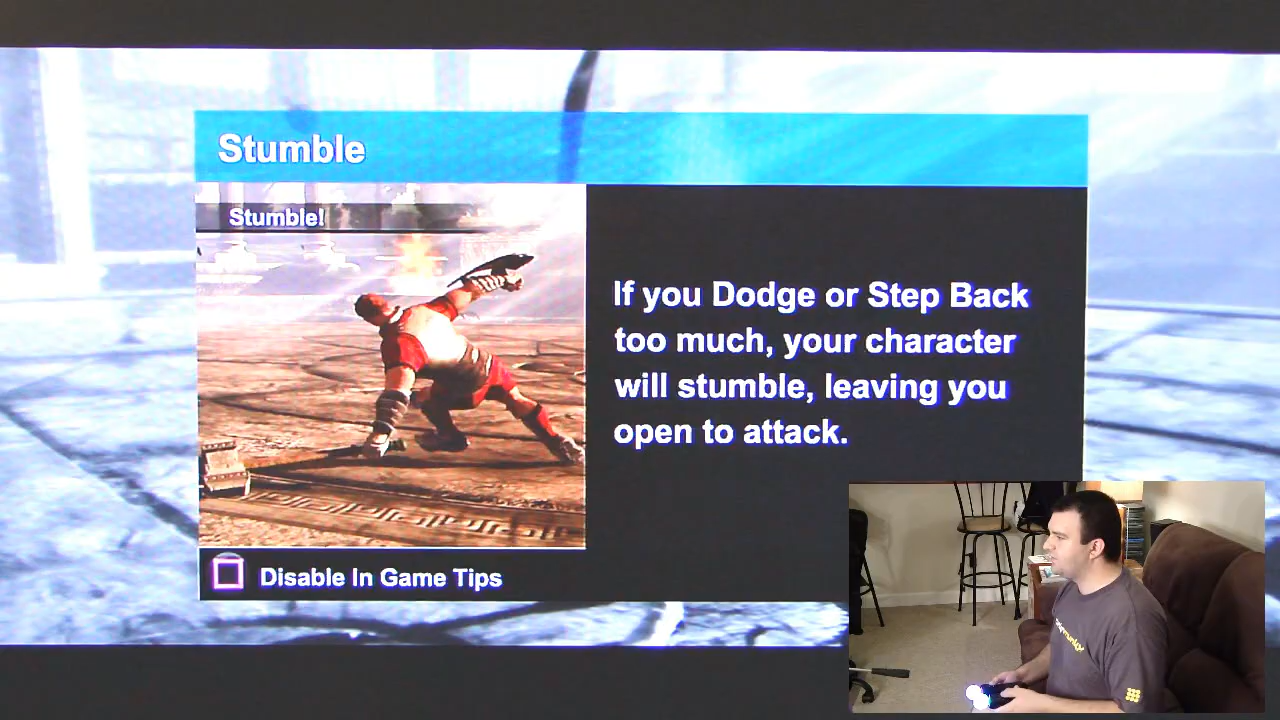 Stumble
Stumble!
If you Dodge or Step Back
too much, your character
will stumble, leaving you
open to attack.
Disable In Game Tips